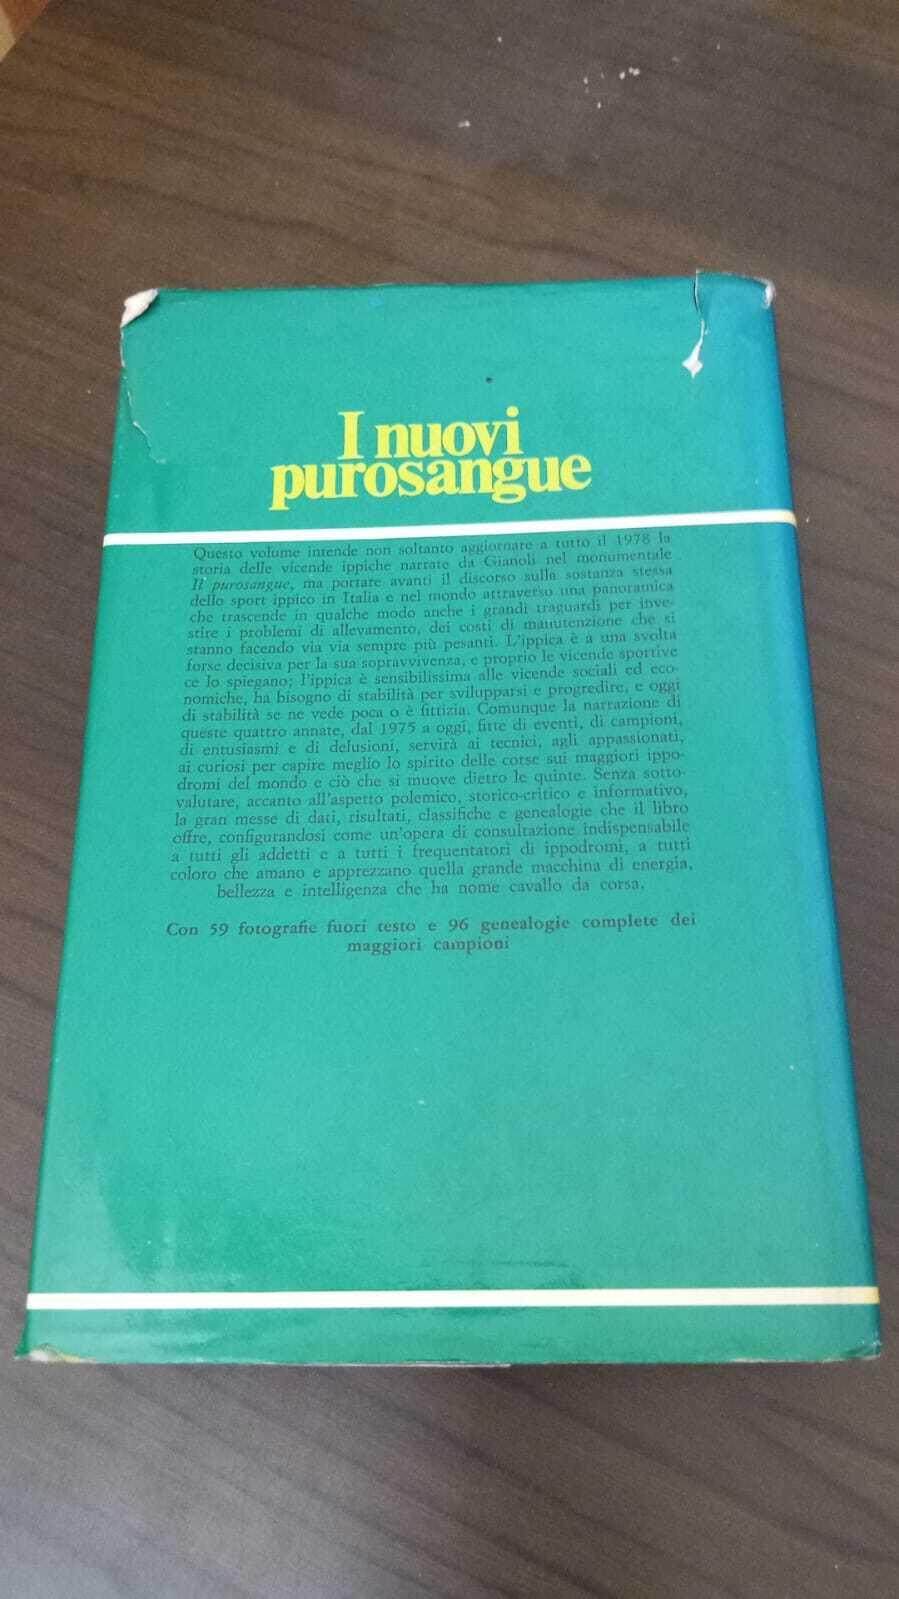 I nuovi
purosangue
Questo volume intende non soltanto aggiornare a tutto il 1978 la
storia delle vicende ippiche narrate da Gianoli nel monumentale
Il purosangue, ma portare avanti il discorso sulla sostanza stessa
dello sport ippico in Italia e nel mondo attraverso una panoramica
che trascende in qualche modo anche i grandi traguardi per inve-
stire i problemi di allevamento, dei costi di manutenzione che si
stanno facendo via via sempre più pesanti. L'ippica è a una svolta
forse decisiva per la sua sopravvivenza, e proprio le vicende sportive
ce lo spiegano; l'ippica è sensibilissima alle vicende sociali ed eco-
nomiche, ha bisogno di stabilità per svilupparsi e progredire, e oggi
di stabilità se ne vede poca o è fittizia. Comunque la narrazione di
queste quattro annate, dal 1975 a oggi, fitte di eventi, di campioni,
di entusiasmi e di delusioni, servirà ai tecnici, agli appassionati,
ai curiosi per capire meglio lo spirito delle corse sui maggiori ippo-
dromi del mondo e ciò che si muove dietro le quinte. Senza sotto-
valutare, accanto all'aspetto polemico, storico-critico e informativo,
la gran messe di dati, risultati, classifiche e genealogie che il libro
offre, configurandosi come un'opera di consultazione indispensabile
a tutti gli addetti e a tutti i frequentatori di ippodromi, a tutti
coloro che amano e apprezzano quella grande macchina di energia,
bellezza e intelligenza che ha nome cavallo da corsa.
Con 59 fotografie fuori testo e 96 genealogie complete dei
maggiori campioni